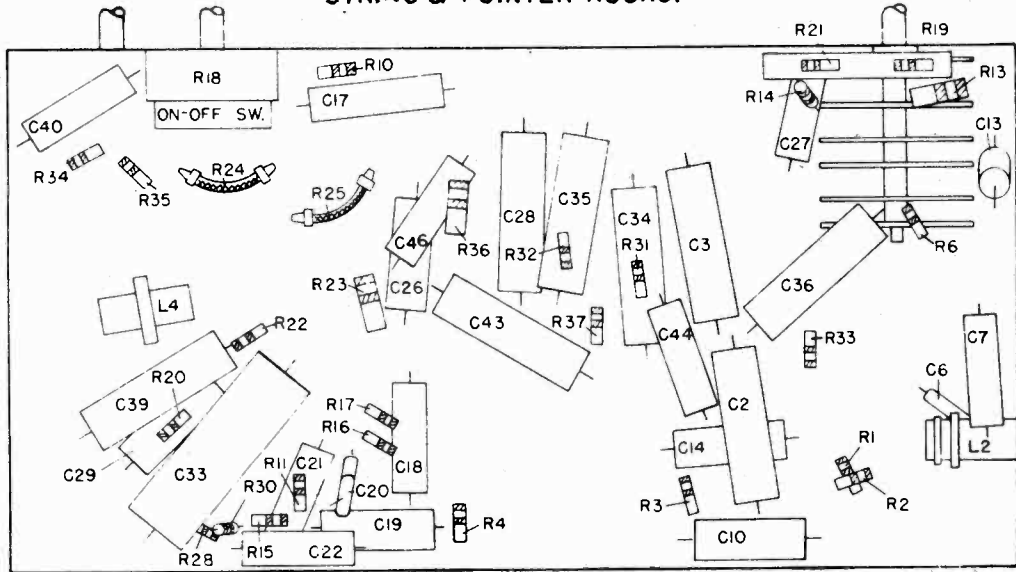 R21 R19
R18 R10 R13
C17 R14
C40 ON-OFF SW. C27 C13
R34 R35 R24 R25
C46 C28 C35 C34 C3
R36 R32 R31 R6
L4 R23 C26 C36
C43 R37 C44 R33 C7
R22 C6
R20 C2
C39 R17 L2
R16 C14
C29 C33 R11 C21 C18 R1
R30 C20 R3 R2
R28 R15 C19 R4
C22 C10